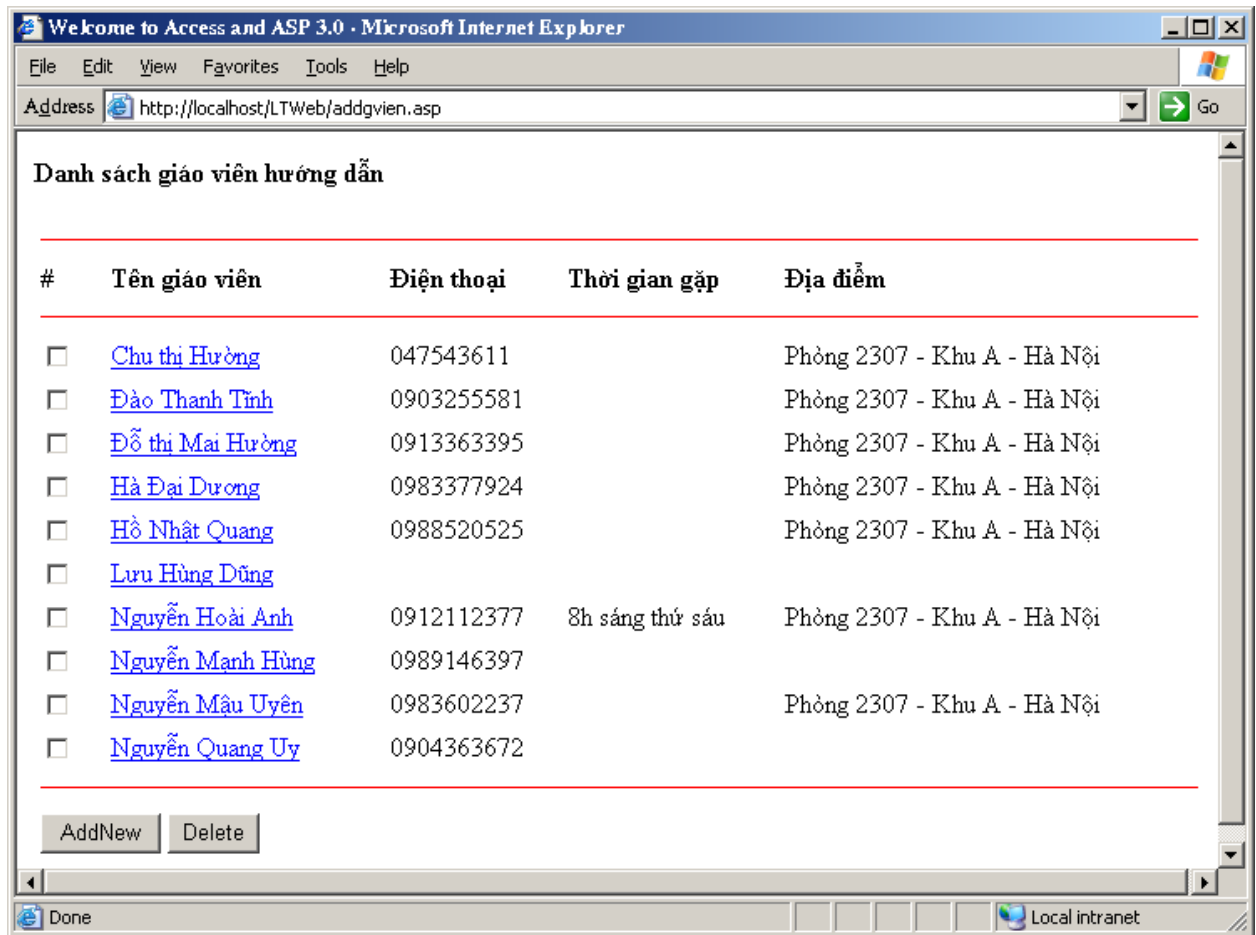 Welcome to Access and ASP 3.0 - Microsoft Internet Explorer
File Edit View Favorites Tools Help
Address http://localhost/LTWeb/addgvien.asp Go
Danh sách giáo viên hướng dẫn
# Tên giáo viên Điện thoại Thời gian gặp Địa điểm
Chu thị Hường 047543611 Phòng 2307 - Khu A - Hà Nội
Đào Thanh Tĩnh 0903255581 Phòng 2307 - Khu A - Hà Nội
Đỗ thị Mai Hường 0913363395 Phòng 2307 - Khu A - Hà Nội
Hà Đại Dương 0983377924 Phòng 2307 - Khu A - Hà Nội
Hồ Nhật Quang 0988520525 Phòng 2307 - Khu A - Hà Nội
Lưu Hùng Dũng
Nguyễn Hoài Anh 0912112377 8h sáng thứ sáu Phòng 2307 - Khu A - Hà Nội
Nguyễn Mạnh Hùng 0989146397
Nguyễn Mậu Uyên 0983602237 Phòng 2307 - Khu A - Hà Nội
Nguyễn Quang Uy 0904363672
AddNew Delete
Done Local intranet